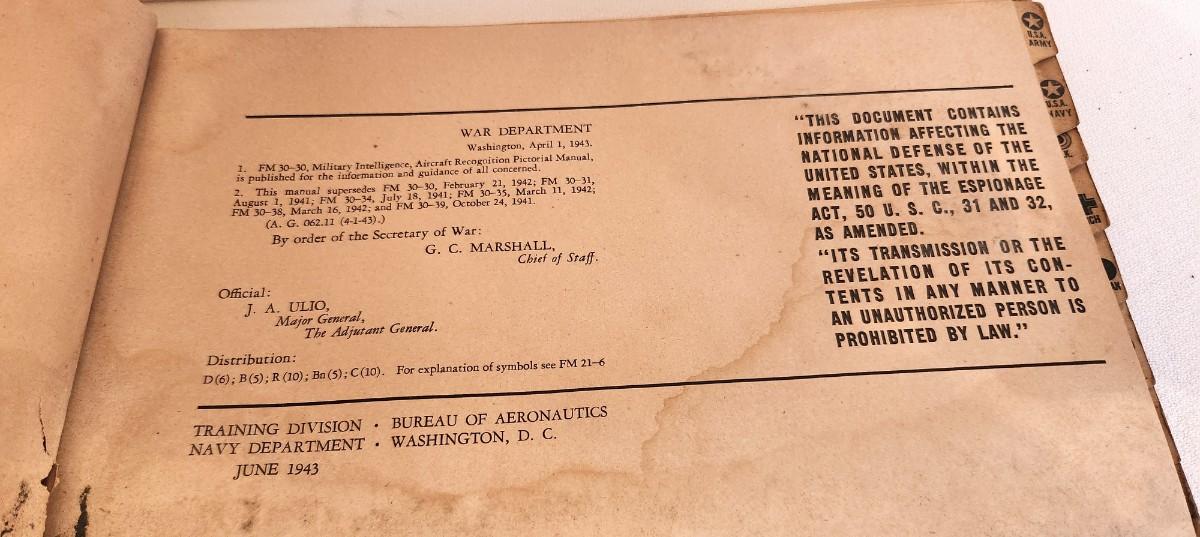 WAR DEPARTMENT
Washington, April 1, 1943.
1. FM 30–30, Military Intelligence, Aircraft Recognition Pictorial Manual,
is published for the information and guidance of all concerned.
2. This manual supersedes FM 30–30, February 21, 1942; FM 30–31,
August 1, 1941; FM 30–34, July 18, 1941; FM 30–35, March 11, 1942;
FM 30–38, March 16, 1942; and FM 30–39, October 24, 1941.
(A. G. 062.11 (4-1-43).)
By order of the Secretary of War:
G. C. MARSHALL,
Chief of Staff.
Official:
J. A. ULIO,
Major General,
The Adjutant General.
Distribution:
D(6); B(5); R(10); Bn(5); C(10). For explanation of symbols see FM 21–6
TRAINING DIVISION · BUREAU OF AERONAUTICS
NAVY DEPARTMENT · WASHINGTON, D. C.
JUNE 1943
“THIS DOCUMENT CONTAINS
INFORMATION AFFECTING THE
NATIONAL DEFENSE OF THE
UNITED STATES, WITHIN THE
MEANING OF THE ESPIONAGE
ACT, 50 U. S. C., 31 AND 32,
AS AMENDED.
“ITS TRANSMISSION OR THE
REVELATION OF ITS CON-
TENTS IN ANY MANNER TO
AN UNAUTHORIZED PERSON IS
PROHIBITED BY LAW.”
U.S.A.
ARMY
U.S.A.
NAVY